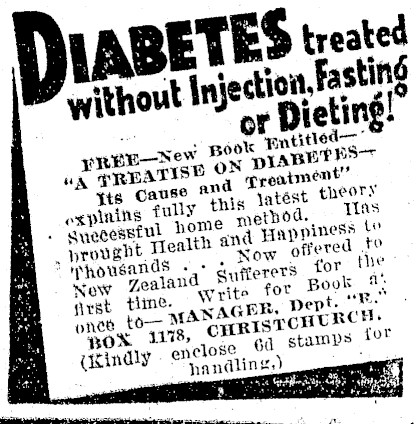 DIABETES treated
without Injection, Fasting
or Dieting!
FREE—New Book Entitled—
"A TREATISE ON DIABETES—
Its Cause and Treatment"
explains fully this latest theory
Successful home method. Has
brought Health and Happiness to
Thousands . . . Now offered to
New Zealand Sufferers for the
first time. Write for Book at
once to— MANAGER, Dept. "R."
BOX 1178, CHRISTCHURCH.
(Kindly enclose 6d stamps for
handling.)